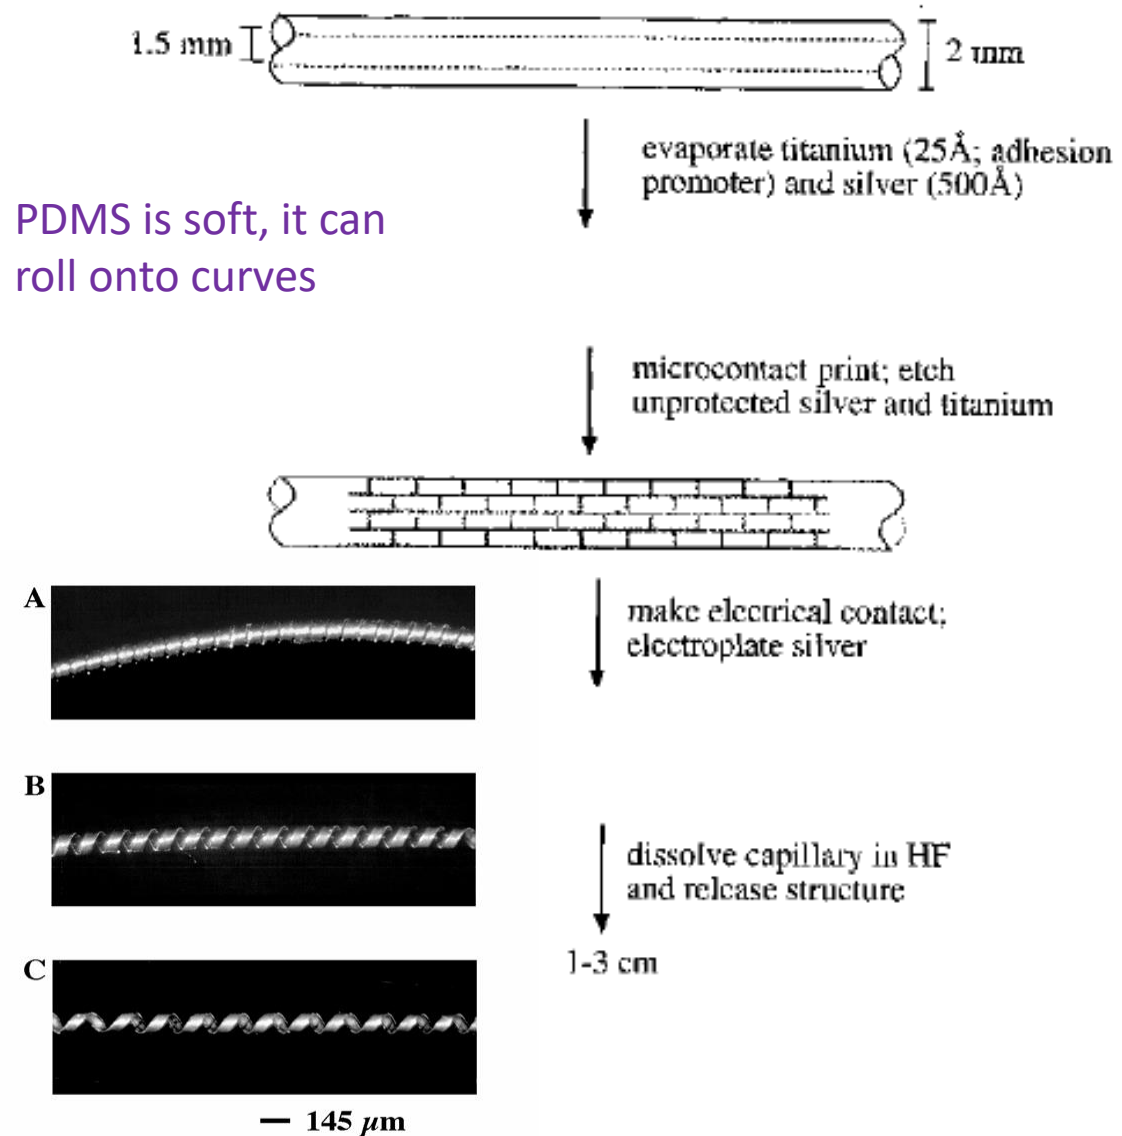 1.5 mm
2 mm
evaporate titanium (25Å; adhesion
promoter) and silver (500Å)
PDMS is soft, it can
roll onto curves
microcontact print; etch
unprotected silver and titanium
A
make electrical contact;
electroplate silver
B
dissolve capillary in HF
and release structure
C
1-3 cm
145 µm